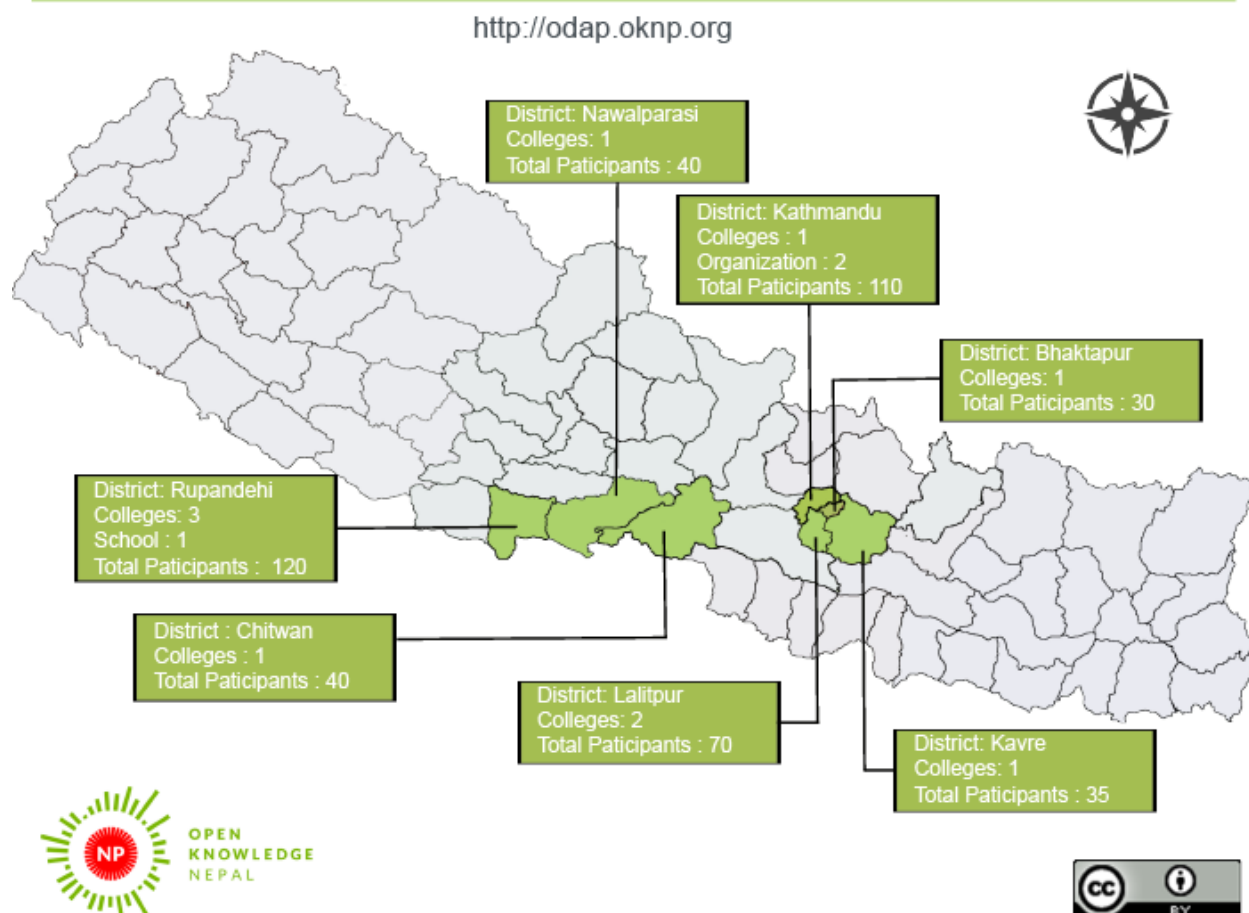 http://odap.oknp.org
District: Nawalparasi
Colleges: 1
Total Paticipants : 40
District: Kathmandu
Colleges : 1
Organization : 2
Total Paticipants : 110
District: Bhaktapur
Colleges: 1
Total Paticipants : 30
District: Rupandehi
Colleges: 3
School : 1
Total Paticipants : 120
District : Chitwan
Colleges : 1
Total Paticipants : 40
District: Lalitpur
Colleges: 2
Total Paticipants : 70
District: Kavre
Colleges: 1
Total Paticipants : 35
NP
OPEN
KNOWLEDGE
NEPAL
cc
BY